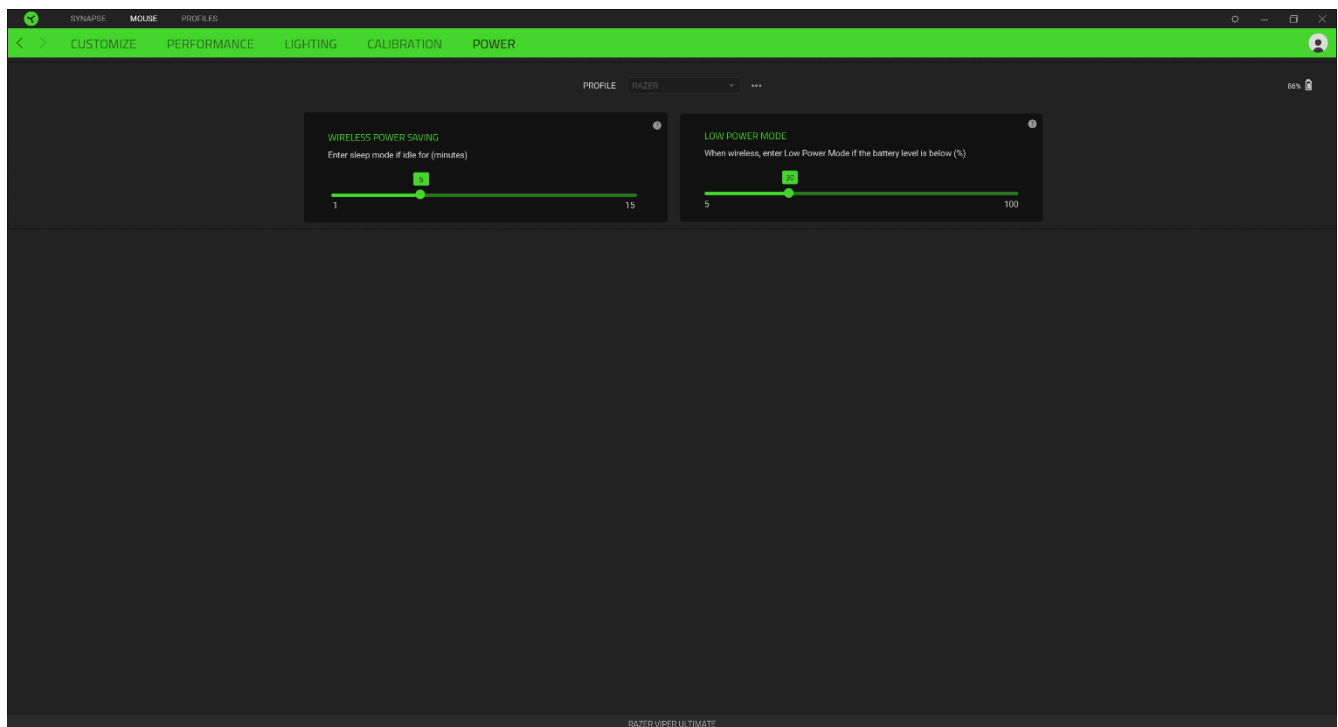 SYNAPSE MOUSE PROFILES
CUSTOMIZE PERFORMANCE LIGHTING CALIBRATION POWER
PROFILE RAZER
86%
WIRELESS POWER SAVING
Enter sleep mode if idle for (minutes)
5
1 15
LOW POWER MODE
When wireless, enter Low Power Mode if the battery level is below (%)
30
5 100
RAZER VIPER ULTIMATE